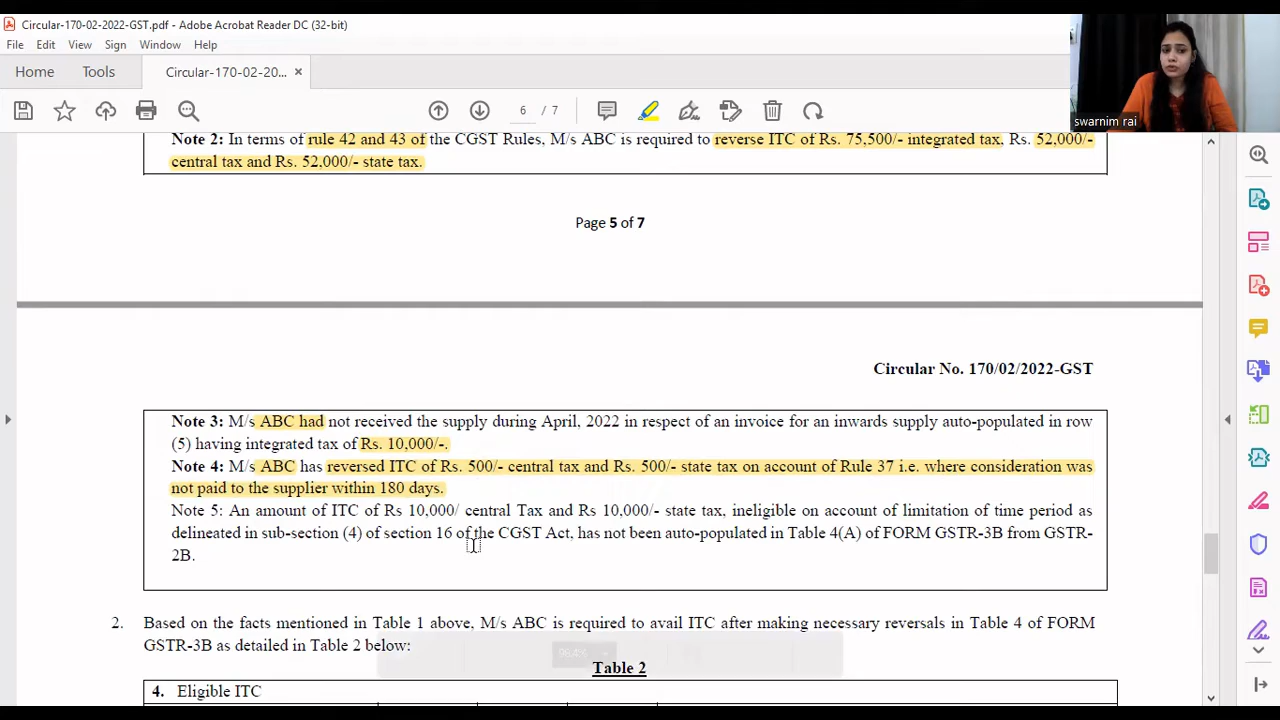 Circular-170-02-2022-GST.pdf - Adobe Acrobat Reader DC (32-bit)
File Edit View Sign Window Help
Home Tools Circular-170-02-20... ×
6 / 7
swarnim rai
Note 2: In terms of rule 42 and 43 of the CGST Rules, M/s ABC is required to reverse ITC of Rs. 75,500/- integrated tax, Rs. 52,000/-
central tax and Rs. 52,000/- state tax.
Page 5 of 7
Circular No. 170/02/2022-GST
Note 3: M/s ABC had not received the supply during April, 2022 in respect of an invoice for an inwards supply auto-populated in row
(5) having integrated tax of Rs. 10,000/-.
Note 4: M/s ABC has reversed ITC of Rs. 500/- central tax and Rs. 500/- state tax on account of Rule 37 i.e. where consideration was
not paid to the supplier within 180 days.
Note 5: An amount of ITC of Rs 10,000/ central Tax and Rs 10,000/- state tax, ineligible on account of limitation of time period as
delineated in sub-section (4) of section 16 of the CGST Act, has not been auto-populated in Table 4(A) of FORM GSTR-3B from GSTR-
2B.
2. Based on the facts mentioned in Table 1 above, M/s ABC is required to avail ITC after making necessary reversals in Table 4 of FORM
GSTR-3B as detailed in Table 2 below:
Table 2
4. Eligible ITC